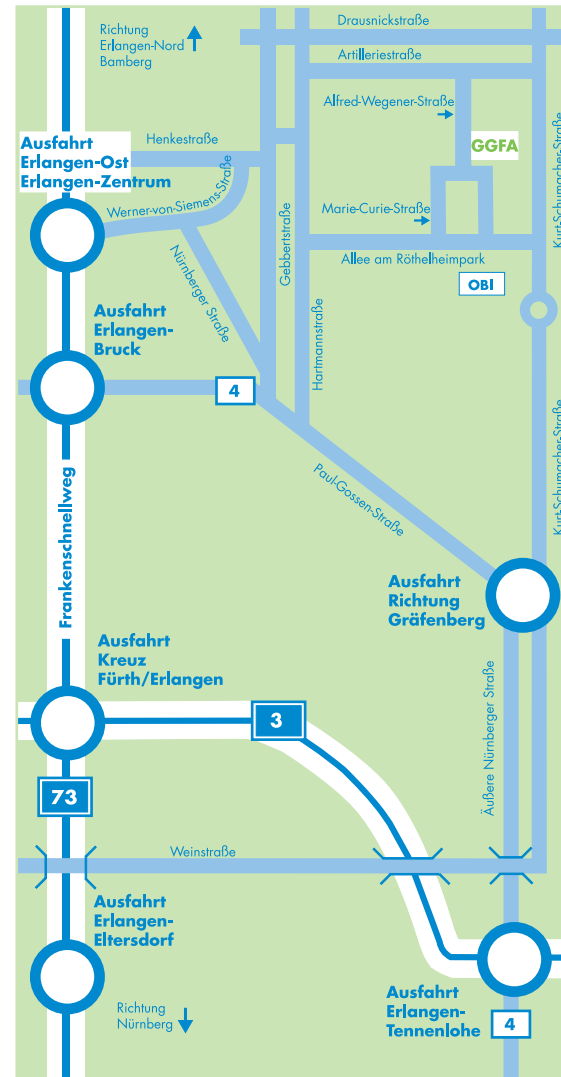 Drausnickstraße
Richtung
Erlangen-Nord
Bamberg
Artilleriestraße
Alfred-Wegener-Straße
Kurt-Schumacher-Straße
Henkestraße
Ausfahrt
Erlangen-Ost
Erlangen-Zentrum
GGFA
Werner-von-Siemens-Straße
Marie-Curie-Straße
Gebbertstraße
Nürnberger Straße
Allee am Röthelheimpark
OBI
Hartmannstraße
Ausfahrt
Erlangen-
Bruck
4
Kurt-Schumacher-Straße
Paul-Gossen-Straße
Frankenschnellweg
Ausfahrt
Richtung
Gräfenberg
Ausfahrt
Kreuz
Fürth/Erlangen
3
Äußere Nürnberger Straße
73
Weinstraße
Ausfahrt
Erlangen-
Eltersdorf
Richtung
Nürnberg
Ausfahrt
Erlangen-
Tennenlohe
4